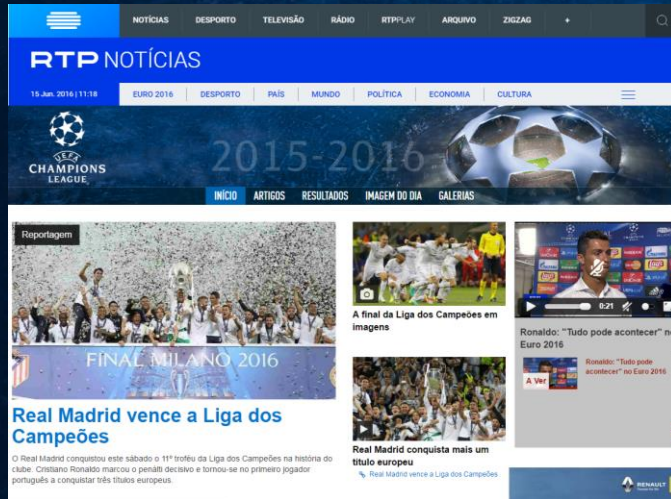 NOTÍCIAS DESPORTO TELEVISÃO RÁDIO RTPPLAY ARQUIVO ZIGZAG +
RTP NOTÍCIAS
15 Jun. 2016 | 11:18 EURO 2016 DESPORTO PAÍS MUNDO POLÍTICA ECONOMIA CULTURA
UEFA
CHAMPIONS
LEAGUE
2015-2016
INÍCIO ARTIGOS RESULTADOS IMAGEM DO DIA GALERIAS
Reportagem
FINAL MILANO 2016
Real Madrid vence a Liga dos
Campeões
O Real Madrid conquistou este sábado o 11º troféu da Liga dos Campeões na história do
clube. Cristiano Ronaldo marcou o penálti decisivo e tornou-se no primeiro jogador
português a conquistar três títulos europeus.
A final da Liga dos Campeões em
imagens
Real Madrid conquista mais um
título europeu
Real Madrid vence a Liga dos Campeões
0:21
Ronaldo: "Tudo pode acontecer" no
Euro 2016
A Ver
Ronaldo: "Tudo pode
acontecer" no Euro 2016
RENAULT